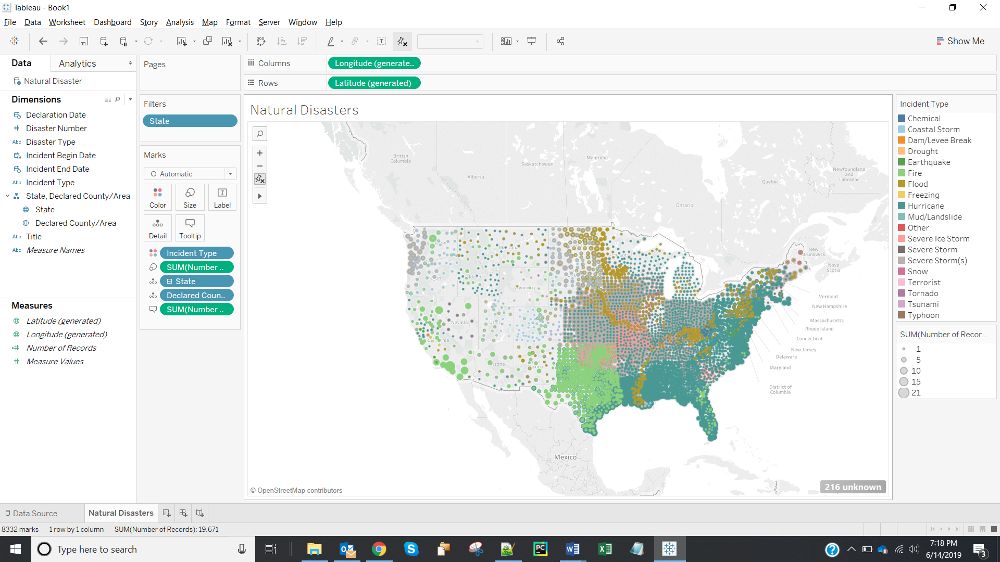 Tableau - Book1
File Data Worksheet Dashboard Story Analysis Map Format Server Window Help
Show Me
Data
Analytics
Natural Disaster
Dimensions
Declaration Date
Disaster Number
Abc Disaster Type
Incident Begin Date
Incident End Date
Abc Incident Type
State, Declared County/Area
State
Declared County/Area
Abc Title
Abc Measure Names
Measures
Latitude (generated)
Longitude (generated)
Number of Records
Measure Values
Pages
Filters
State
Marks
Automatic
Color Size Label
Detail Tooltip
Incident Type
SUM(Number ..
State
Declared Coun..
SUM(Number ..
Columns Longitude (generate..
Rows Latitude (generated)
Natural Disasters
British
Columbia
Alberta
Saskatchewan
Manitoba
Ontario
Quebec
Newfoundland
and
Labrador
New
Brunswick
Nova
Scotia
Nevada
Vermont
New Hampshire
Massachusetts
Rhode Island
Connecticut
New Jersey
Delaware
Maryland
District of
Columbia
Mexico
© OpenStreetMap contributors
216 unknown
Incident Type
Chemical
Coastal Storm
Dam/Levee Break
Drought
Earthquake
Fire
Flood
Freezing
Hurricane
Mud/Landslide
Other
Severe Ice Storm
Severe Storm
Severe Storm(s)
Snow
Terrorist
Tornado
Tsunami
Typhoon
SUM(Number of Recor...
1
5
10
15
21
Data Source
Natural Disasters
8332 marks 1 row by 1 column SUM(Number of Records): 19,671
Type here to search
PC
7:18 PM
6/14/2019
3